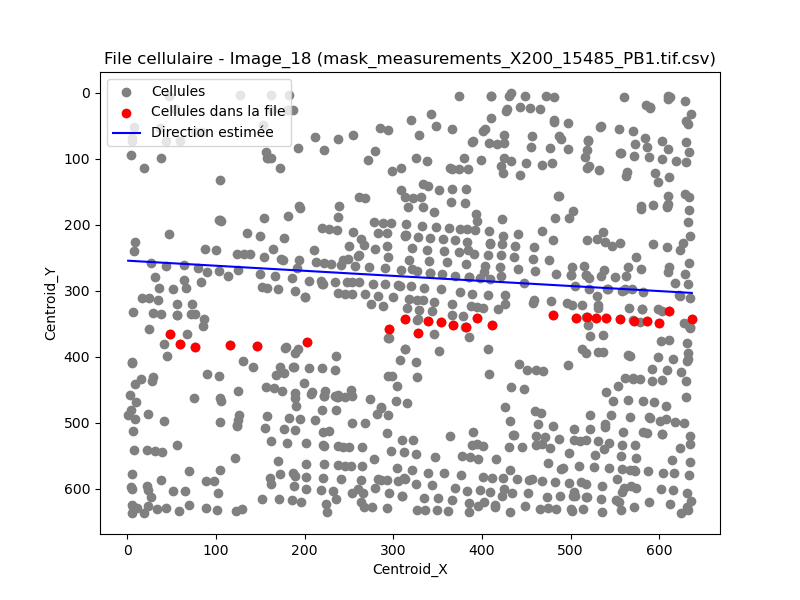 File cellulaire - Image_18 (mask_measurements_X200_15485_PB1.tif.csv)
Cellules
Cellules dans la file
Direction estimée
Centroid_Y
0
100
200
300
400
500
600
0 100 200 300 400 500 600
Centroid_X